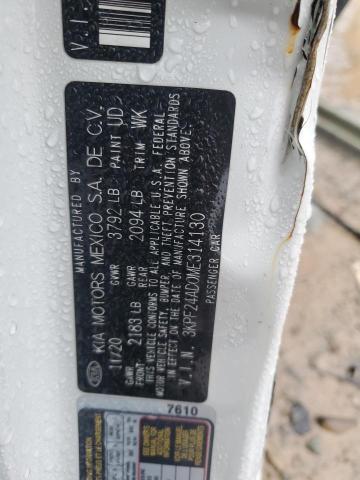 MANUFACTURED BY
KIA MOTORS MEXICO S.A. DE C.V.
11/20 GVWR 3792 LB PAINT UD
GAWR FRONT 2183 LB GAWR REAR 2094 LB TRIM WK
THIS VEHICLE CONFORMS TO ALL APPLICABLE U.S.A. FEDERAL
MOTOR VEHICLE SAFETY, BUMPER, AND THEFT PREVENTION STANDARDS
IN EFFECT ON THE DATE OF MANUFACTURE SHOWN ABOVE.
V.I.N. 3KPF24AD0ME314130
PASSENGER CAR
V.I.
KIA
7610